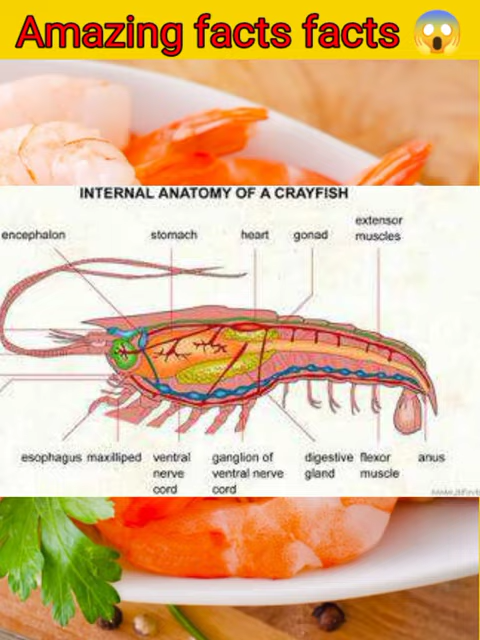 Amazing facts facts 😱
INTERNAL ANATOMY OF A CRAYFISH
extensor
encephalon stomach heart gonad muscles
esophagus maxilliped ventral ganglion of digestive flexor anus
nerve ventral nerve gland muscle
cord cord